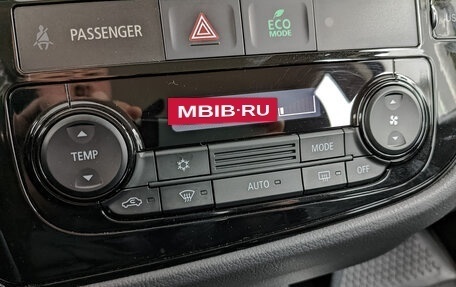 PASSENGER
ECO
MODE
MBIB·RU
TEMP
MODE
AUTO
OFF